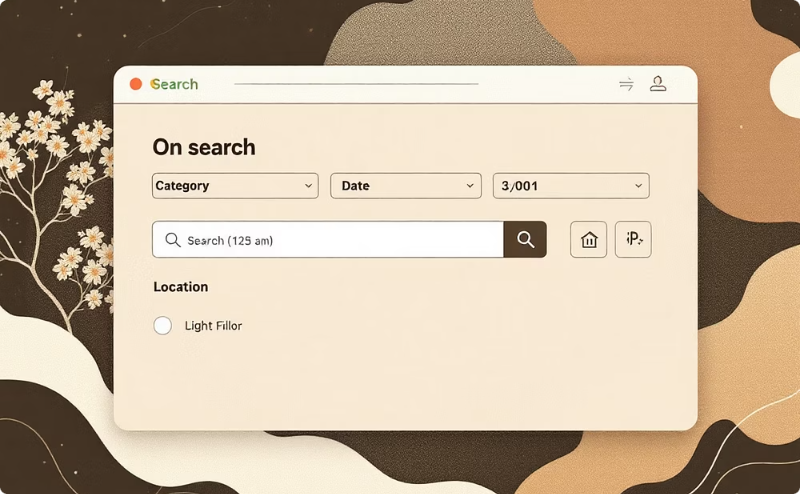 Search
On search
Category
Date
3/001
Search (125 am)
Location
Light Fillor